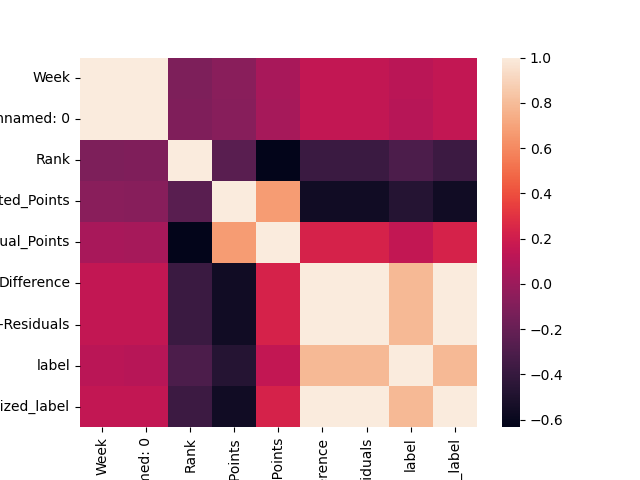 Week
nnamed: 0
Rank
ted_Points
ual_Points
Difference
-Residuals
label
ized_label
Week
med: 0
Rank
Points
Points
rence
iduals
label
_label
1.0
0.8
0.6
0.4
0.2
0.0
−0.2
−0.4
−0.6